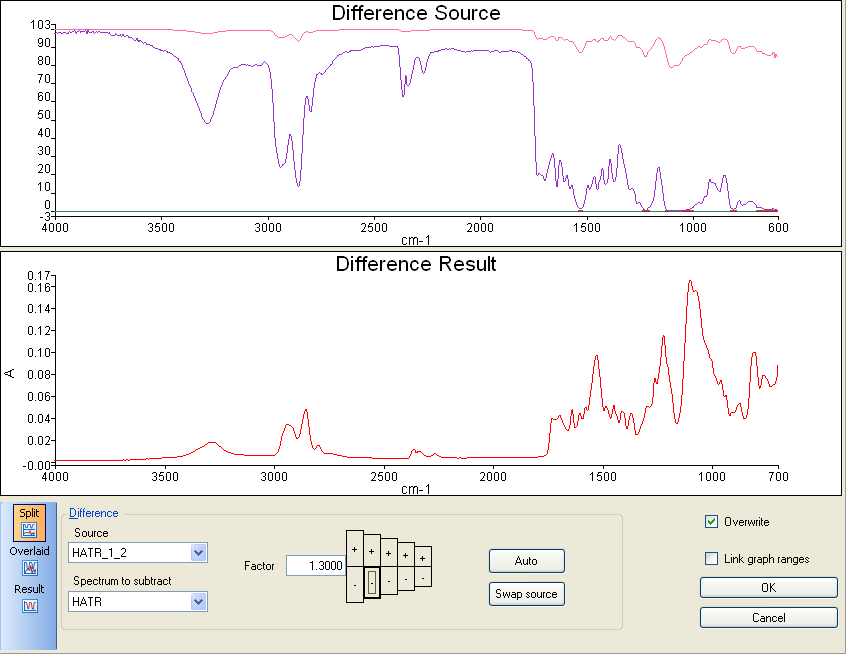 Difference Source
103
90
80
70
60
50
40
30
20
10
0
-3
4000 3500 3000 2500 2000 1500 1000 600
cm-1
Difference Result
0.17
0.16
0.14
0.12
0.10
A
0.08
0.06
0.04
0.02
-0.00
4000 3500 3000 2500 2000 1500 1000 700
cm-1
Split
Overlaid
Result
Difference
Source
HATR_1_2
Spectrum to subtract
HATR
Factor 1.3000
+ + + + +
- - - - -
Auto
Swap source
Overwrite
Link graph ranges
OK
Cancel